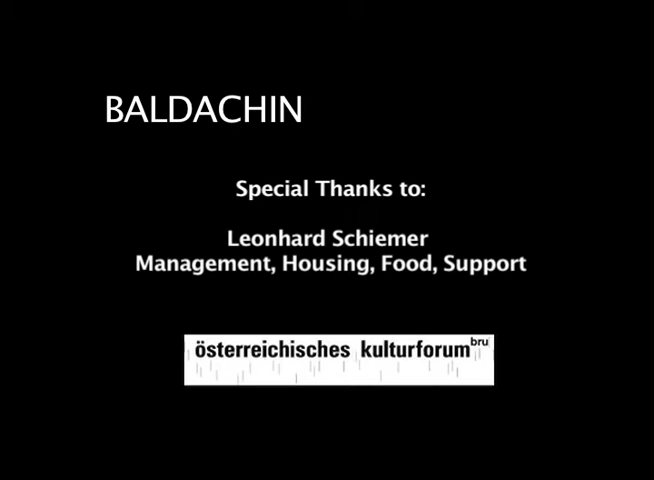 BALDACHIN
Special Thanks to:
Leonhard Schiemer
Management, Housing, Food, Support
österreichisches kulturforum bru